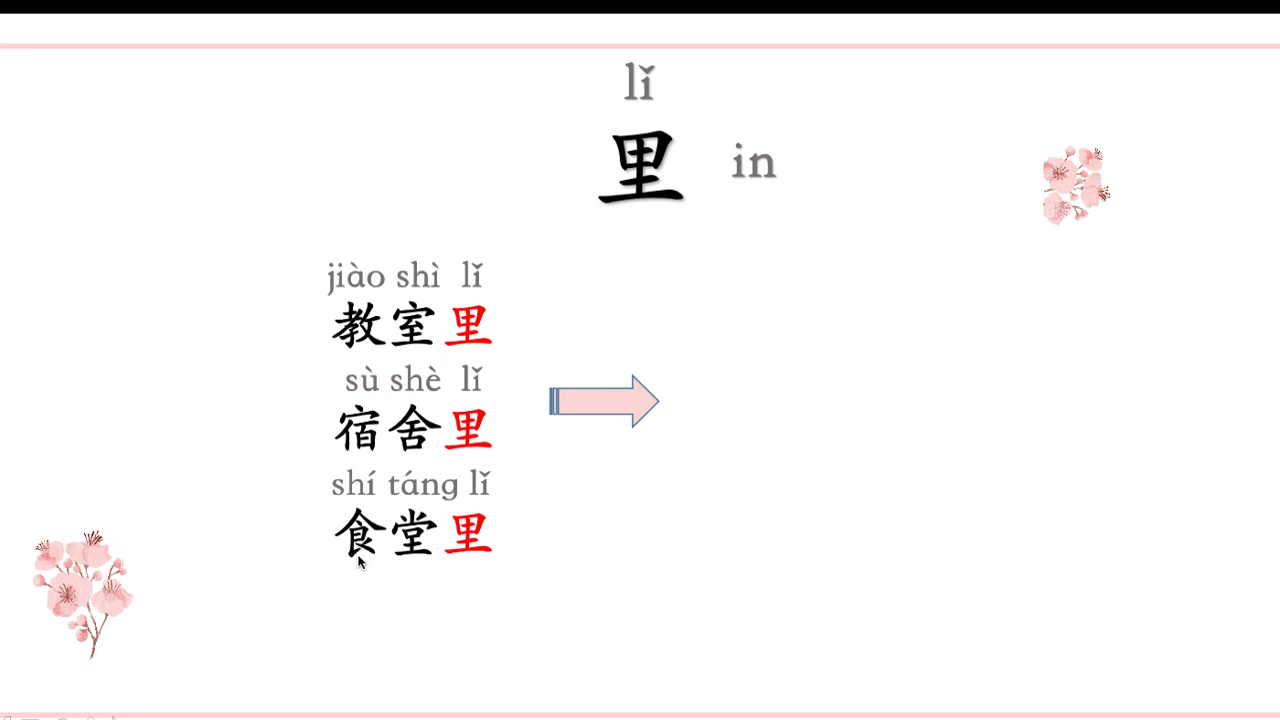 lǐ
里 in
jiào shì lǐ
教室里
sù shè lǐ
宿舍里
shí táng lǐ
食堂里